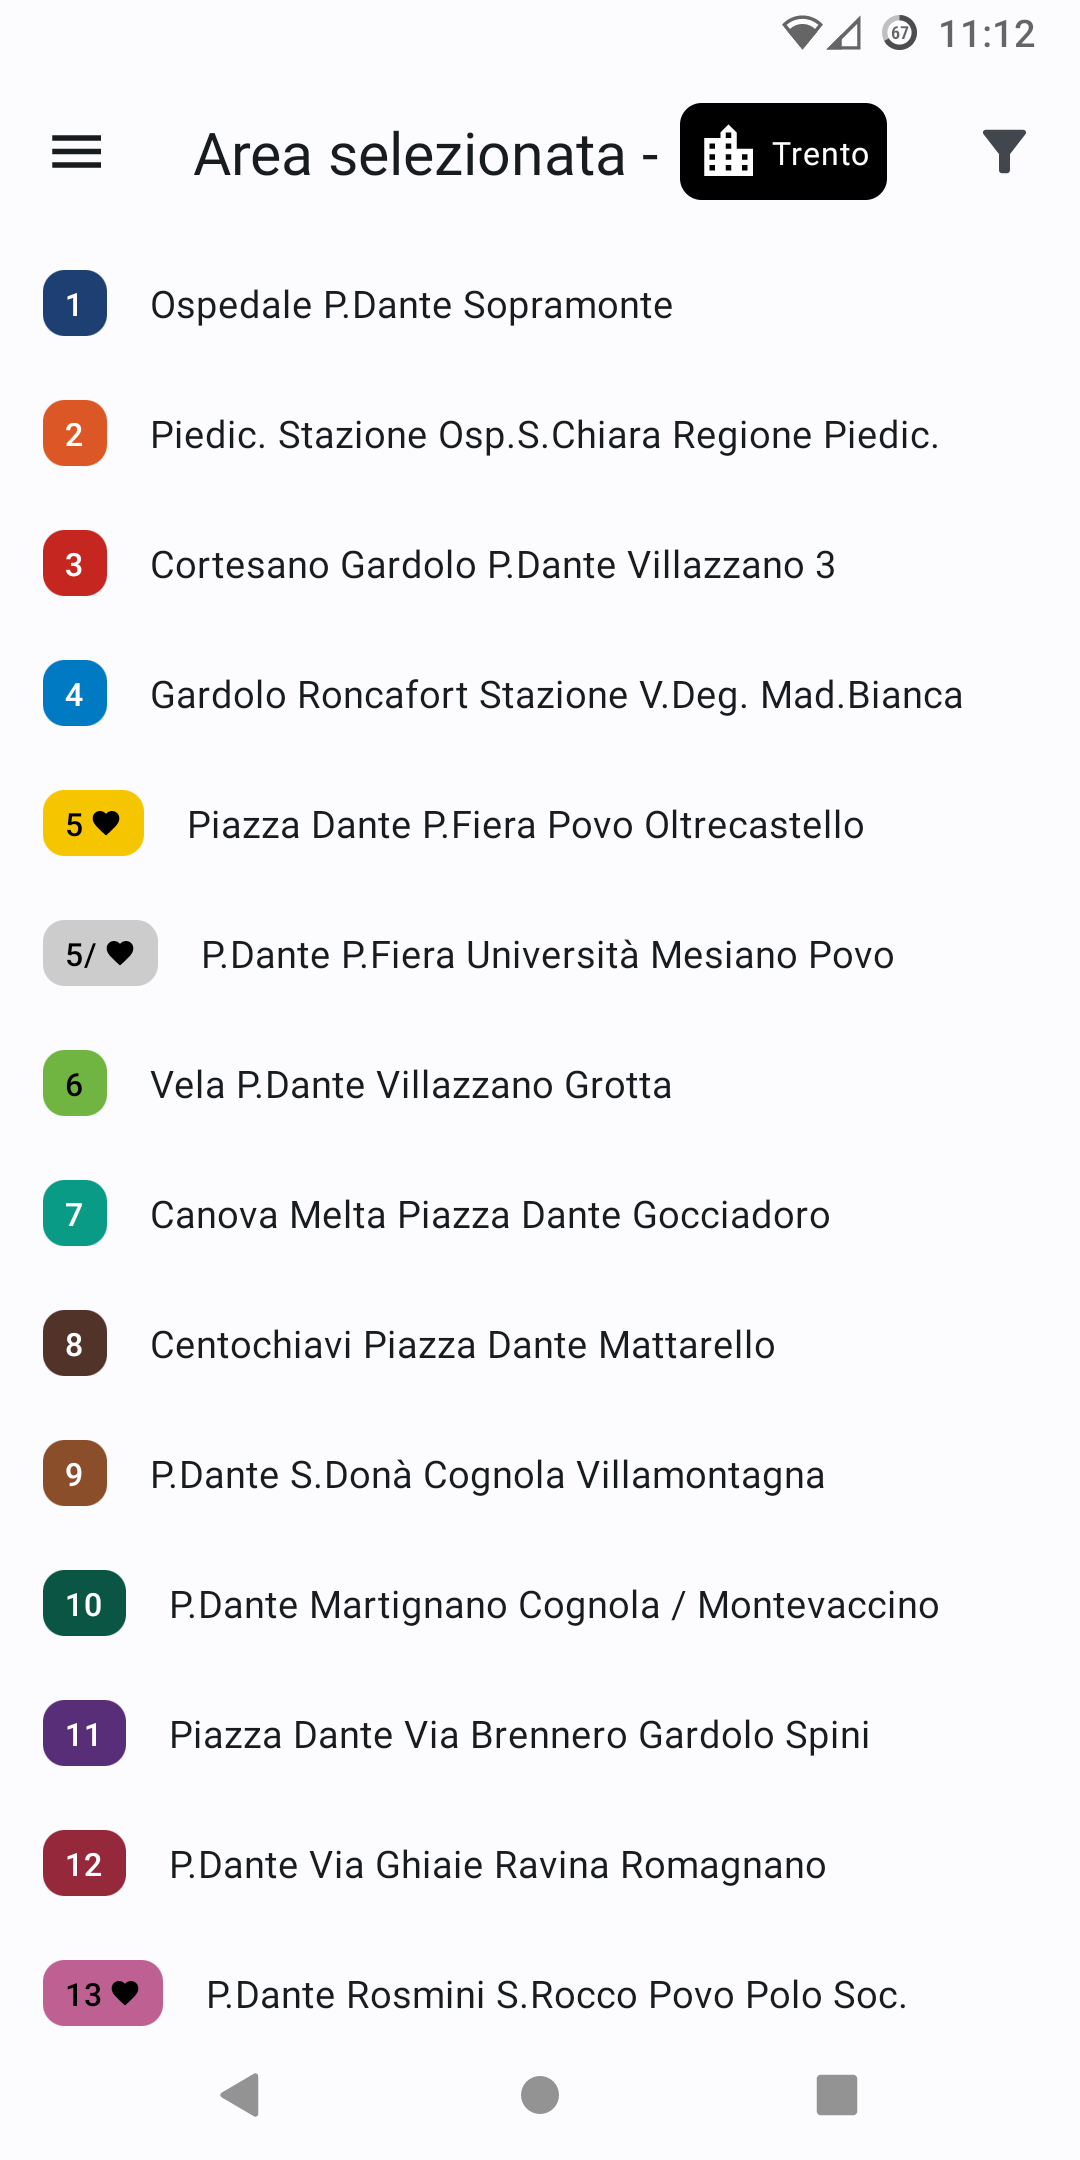 67 11:12
Area selezionata - Trento
1 Ospedale P.Dante Sopramonte
2 Piedic. Stazione Osp.S.Chiara Regione Piedic.
3 Cortesano Gardolo P.Dante Villazzano 3
4 Gardolo Roncafort Stazione V.Deg. Mad.Bianca
5 Piazza Dante P.Fiera Povo Oltrecastello
5/ P.Dante P.Fiera Università Mesiano Povo
6 Vela P.Dante Villazzano Grotta
7 Canova Melta Piazza Dante Gocciadoro
8 Centochiavi Piazza Dante Mattarello
9 P.Dante S.Donà Cognola Villamontagna
10 P.Dante Martignano Cognola / Montevaccino
11 Piazza Dante Via Brennero Gardolo Spini
12 P.Dante Via Ghiaie Ravina Romagnano
13 P.Dante Rosmini S.Rocco Povo Polo Soc.